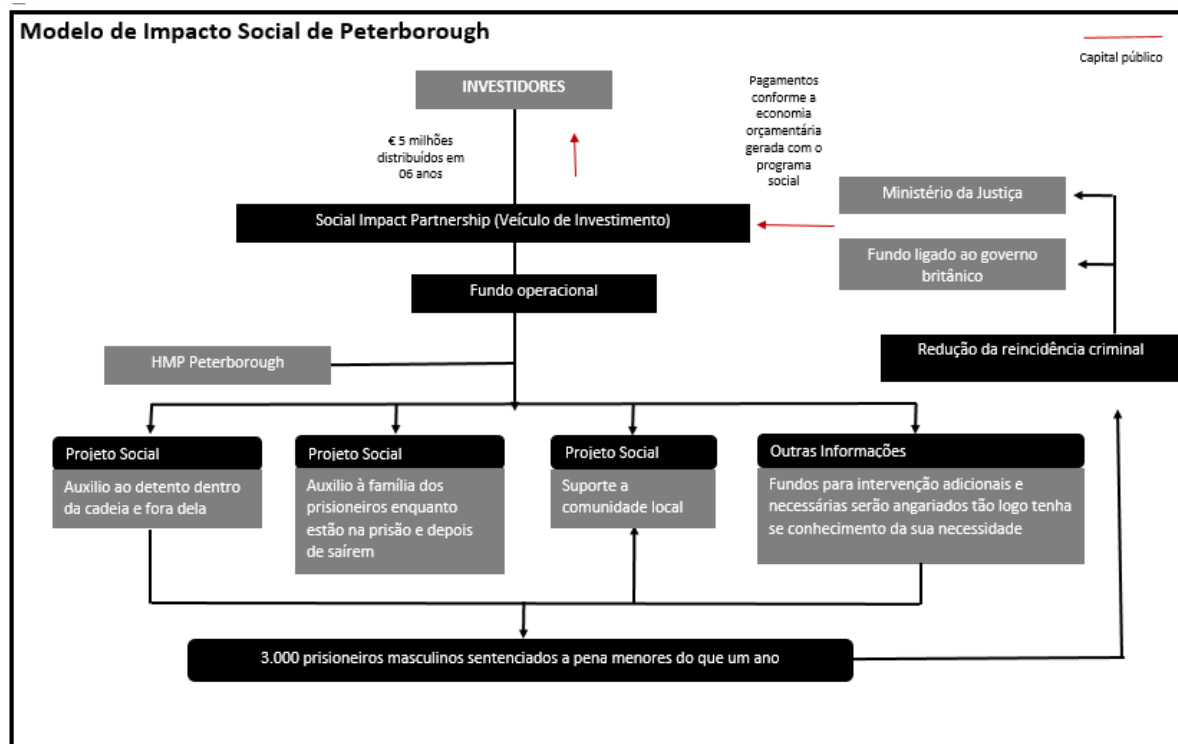 Modelo de Impacto Social de Peterborough
Capital público
INVESTIDORES
€ 5 milhões
distribuídos em
06 anos
Pagamentos
conforme a
economia
orçamentária
gerada com o
programa
social
Ministério da Justiça
Social Impact Partnership (Veículo de Investimento)
Fundo ligado ao governo
britânico
Fundo operacional
Redução da reincidência criminal
HMP Peterborough
Projeto Social
Auxilio ao detento dentro
da cadeia e fora dela
Projeto Social
Auxilio à família dos
prisioneiros enquanto
estão na prisão e depois
de saírem
Projeto Social
Suporte a
comunidade local
Outras Informações
Fundos para intervenção adicionais e
necessárias serão angariados tão logo tenha
se conhecimento da sua necessidade
3.000 prisioneiros masculinos sentenciados a pena menores do que um ano